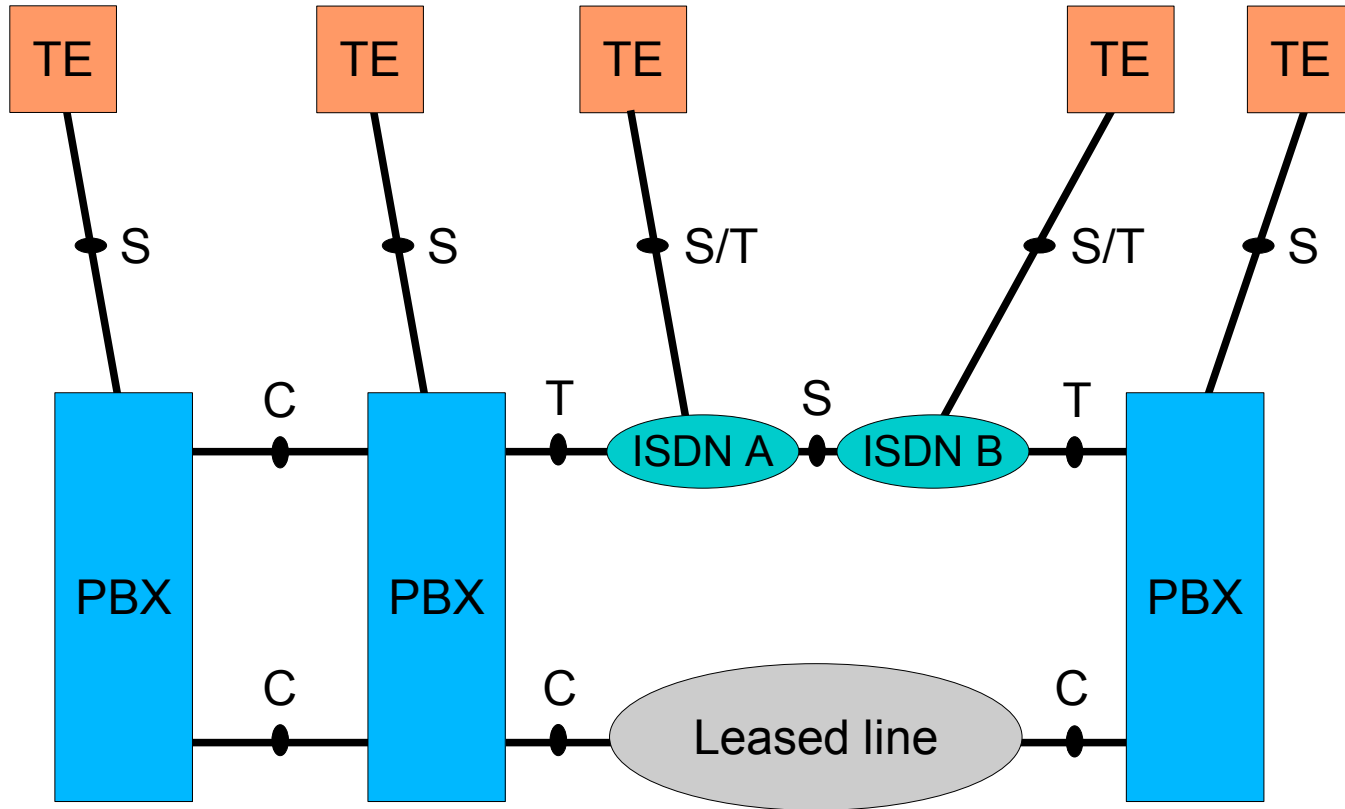 TE TE TE TE TE
S S S/T S/T S
C T S T
ISDN A ISDN B
PBX PBX PBX
C C C
Leased line